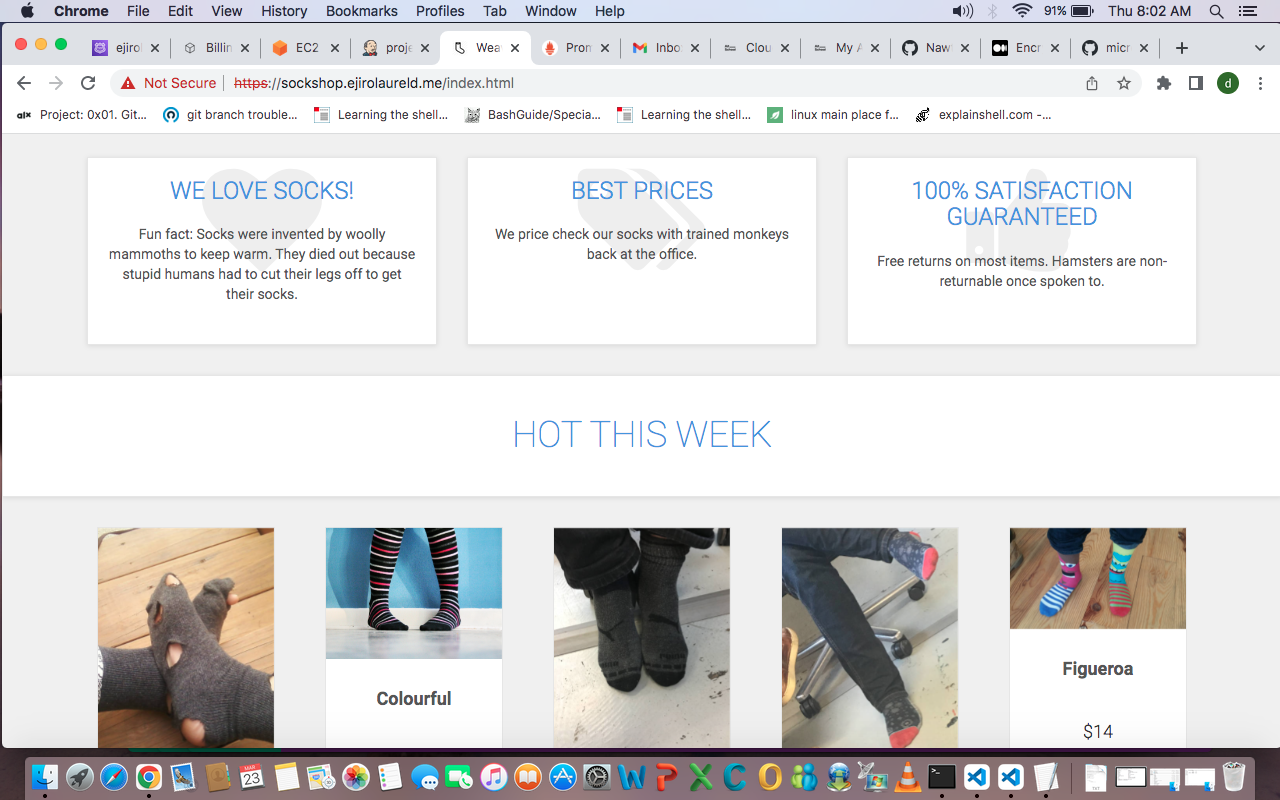 Chrome File Edit View History Bookmarks Profiles Tab Window Help 91% Thu 8:02 AM
ejirol Billin EC2 proje Wea Pron Inbo Clou My A Naw Encr micr
Not Secure https://sockshop.ejirolaureld.me/index.html d
alx Project: 0x01. Git... git branch trouble... Learning the shell... BashGuide/Specia... Learning the shell... linux main place f... explainshell.com -...
WE LOVE SOCKS!
Fun fact: Socks were invented by woolly
mammoths to keep warm. They died out because
stupid humans had to cut their legs off to get
their socks.
BEST PRICES
We price check our socks with trained monkeys
back at the office.
100% SATISFACTION
GUARANTEED
Free returns on most items. Hamsters are non-
returnable once spoken to.
HOT THIS WEEK
Colourful
Figueroa
$14
MAR
23